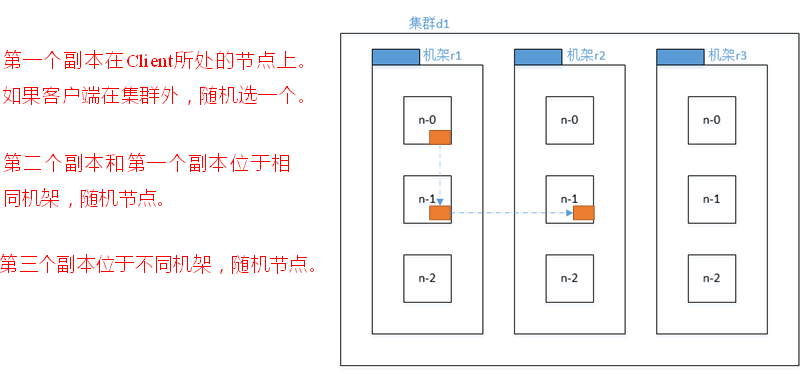 集群d1
第一个副本在Client所处的节点上。
如果客户端在集群外，随机选一个。
第二个副本和第一个副本位于相
同机架，随机节点。
第三个副本位于不同机架，随机节点。
机架r1
机架r2
机架r3
n-0
n-0
n-0
n-1
n-1
n-1
n-2
n-2
n-2